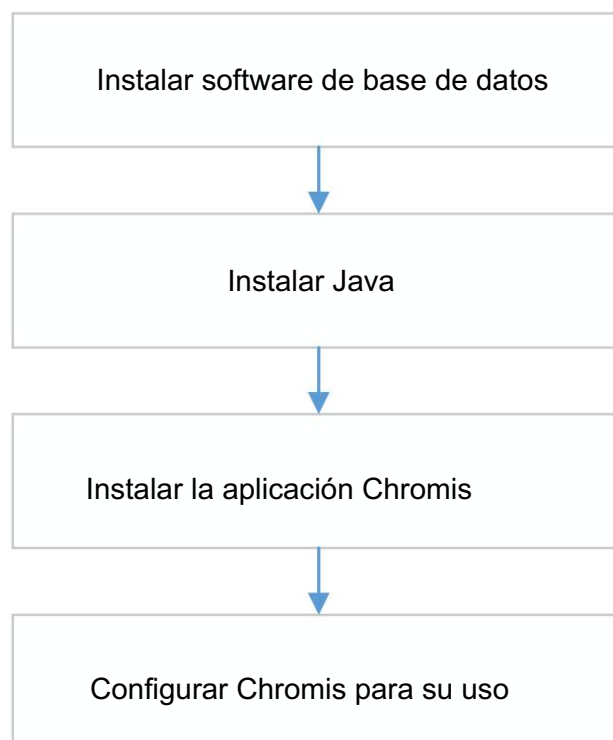 Instalar software de base de datos
Instalar Java
Instalar la aplicación Chromis
Configurar Chromis para su uso